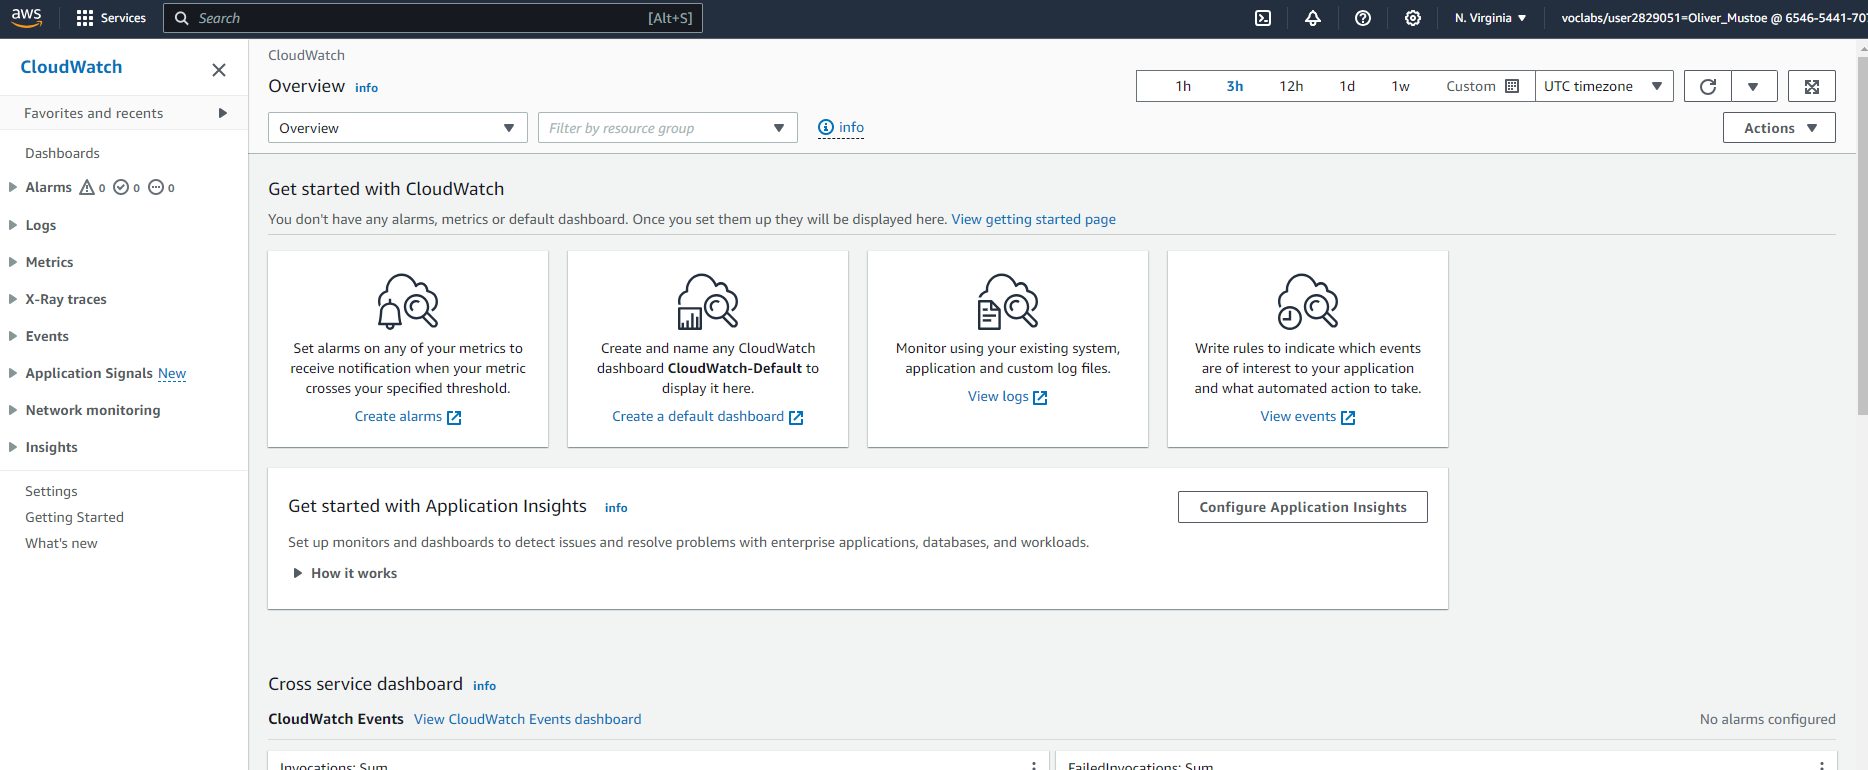 aws
Services
Search
[Alt+S]
N. Virginia
voclabs/user2829051=Oliver_Mustoe @ 6546-5441-707
CloudWatch
Favorites and recents
Dashboards
Alarms 0 0 0
Logs
Metrics
X-Ray traces
Events
Application Signals New
Network monitoring
Insights
Settings
Getting Started
What's new
CloudWatch
Overview info
1h 3h 12h 1d 1w Custom
UTC timezone
Overview
Filter by resource group
info
Actions
Get started with CloudWatch
You don't have any alarms, metrics or default dashboard. Once you set them up they will be displayed here. View getting started page
Set alarms on any of your metrics to
receive notification when your metric
crosses your specified threshold.
Create alarms
Create and name any CloudWatch
dashboard CloudWatch-Default to
display it here.
Create a default dashboard
Monitor using your existing system,
application and custom log files.
View logs
Write rules to indicate which events
are of interest to your application
and what automated action to take.
View events
Get started with Application Insights info
Configure Application Insights
Set up monitors and dashboards to detect issues and resolve problems with enterprise applications, databases, and workloads.
How it works
Cross service dashboard info
CloudWatch Events View CloudWatch Events dashboard
No alarms configured
Invocations: Sum
FailedInvocations: Sum